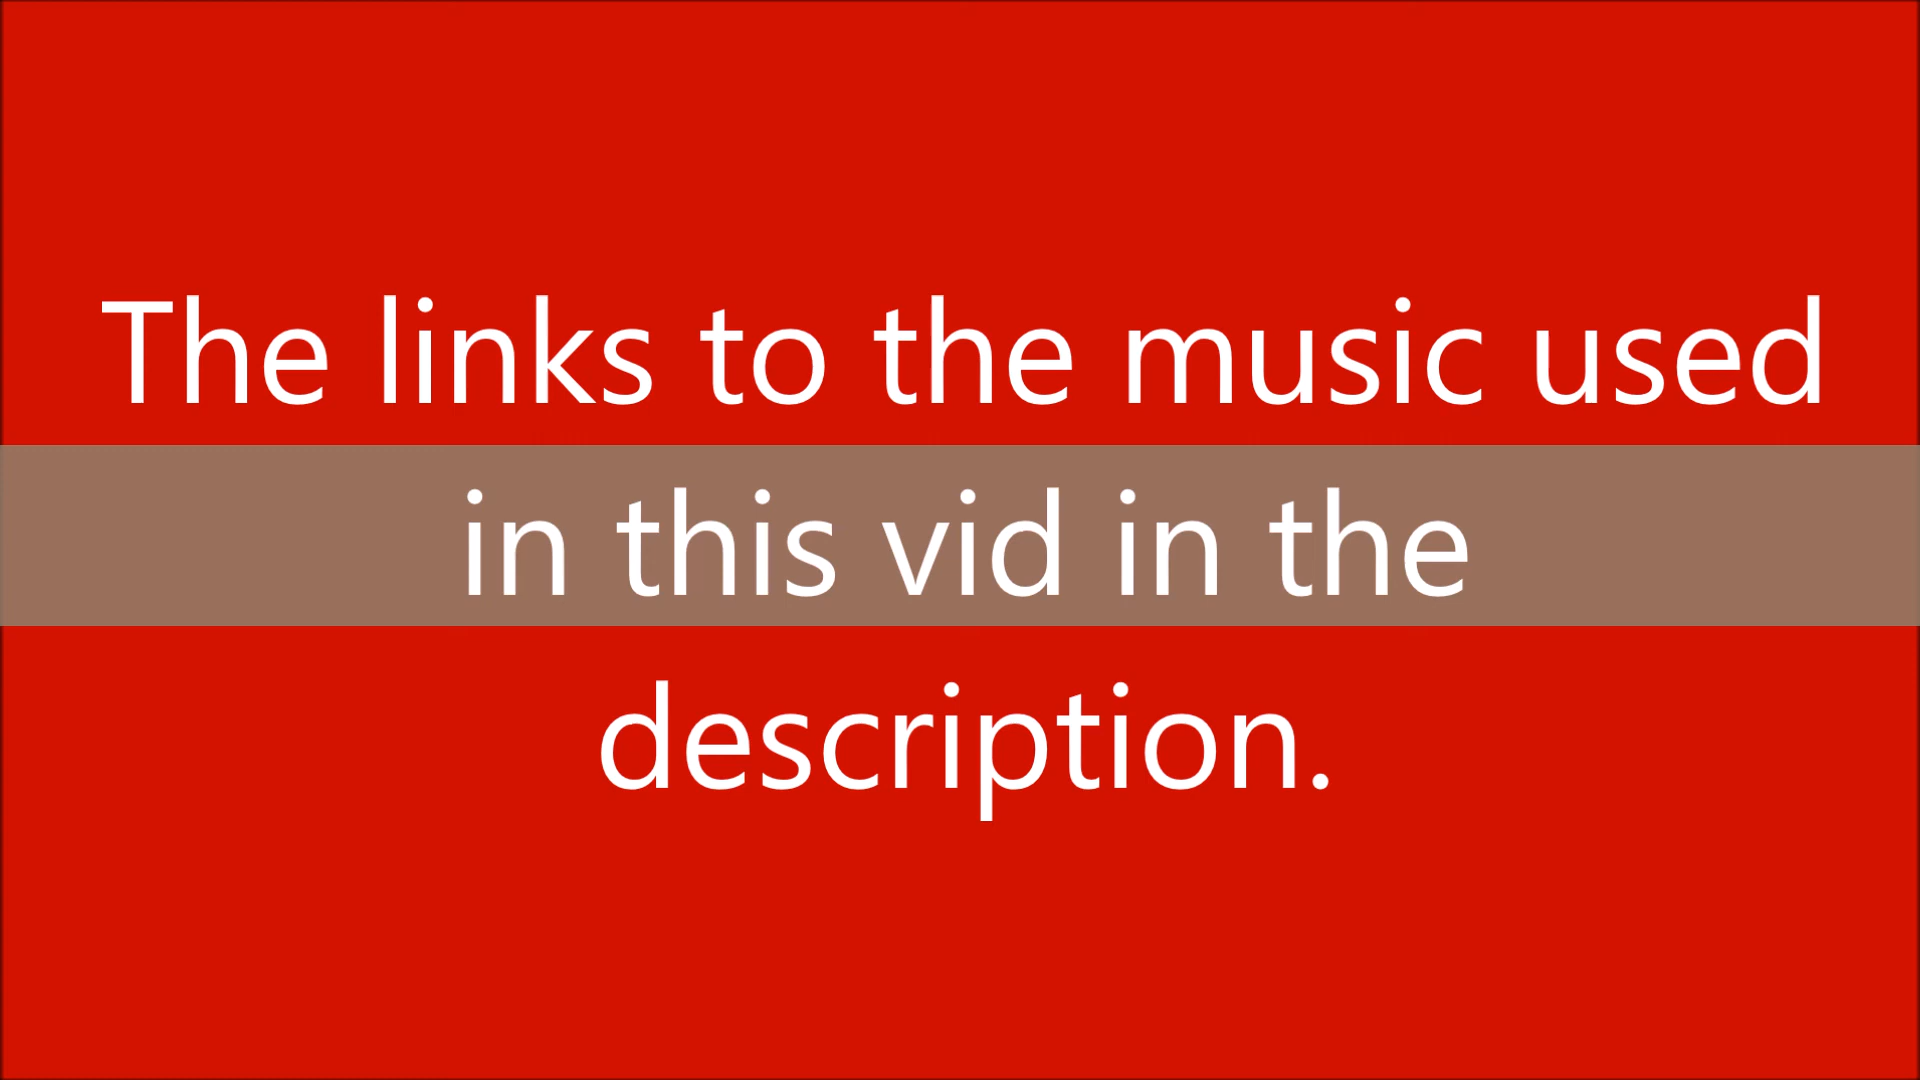 The links to the music used
in this vid in the
description.